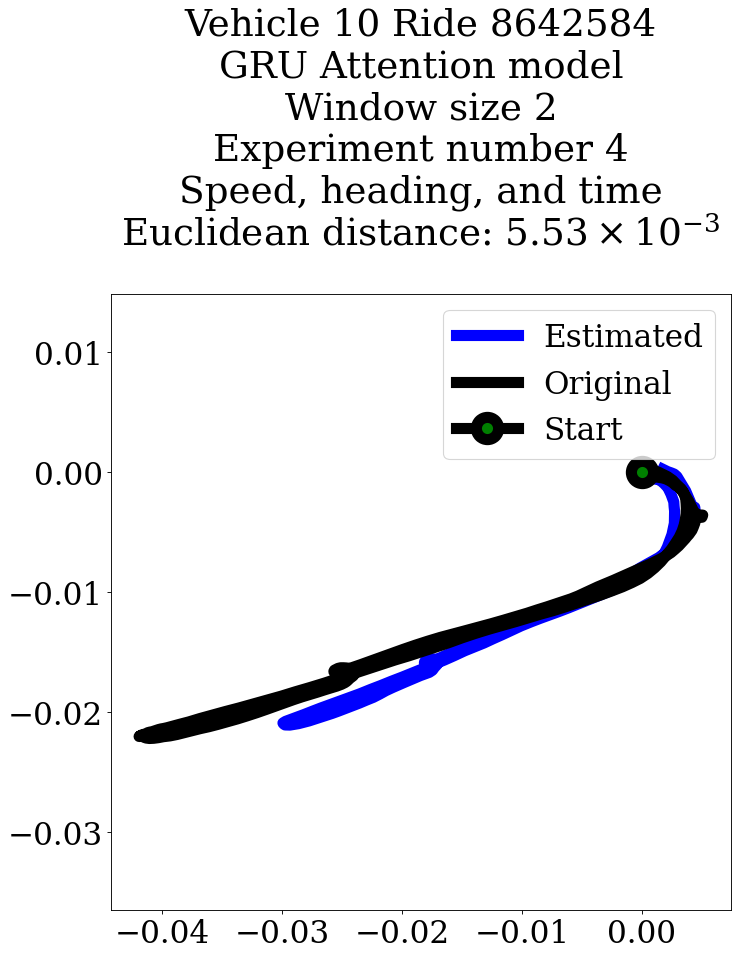 Vehicle 10 Ride 8642584
GRU Attention model
Window size 2
Experiment number 4
Speed, heading, and time
Euclidean distance: 5.53 × 10⁻³
Estimated
Original
Start
0.01
0.00
−0.01
−0.02
−0.03
−0.04 −0.03 −0.02 −0.01 0.00